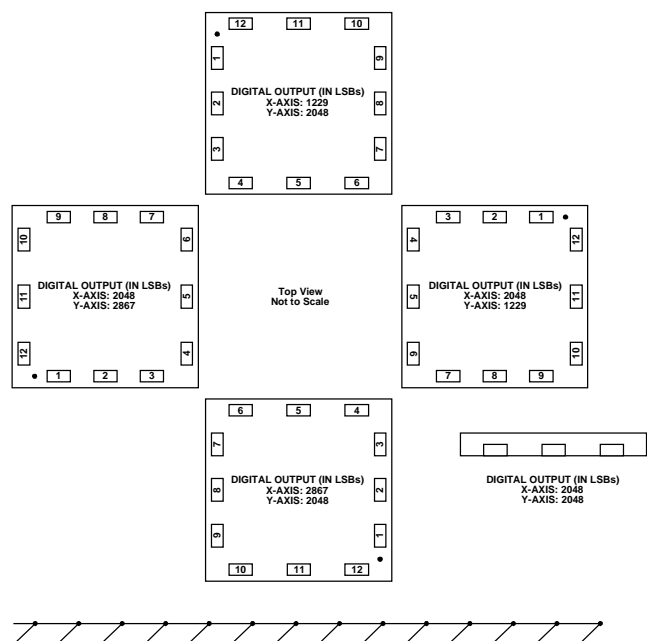 12 11 10
1 9
DIGITAL OUTPUT (IN LSBs)
X-AXIS: 1229
Y-AXIS: 2048
2 8
3 7
4 5 6
9 8 7
10 6
DIGITAL OUTPUT (IN LSBs)
X-AXIS: 2048
Y-AXIS: 2867
11 5
12 4
1 2 3
Top View
Not to Scale
3 2 1
4 12
DIGITAL OUTPUT (IN LSBs)
X-AXIS: 2048
Y-AXIS: 1229
5 11
6 10
7 8 9
6 5 4
7 3
DIGITAL OUTPUT (IN LSBs)
X-AXIS: 2867
Y-AXIS: 2048
8 2
9 1
10 11 12
DIGITAL OUTPUT (IN LSBs)
X-AXIS: 2048
Y-AXIS: 2048